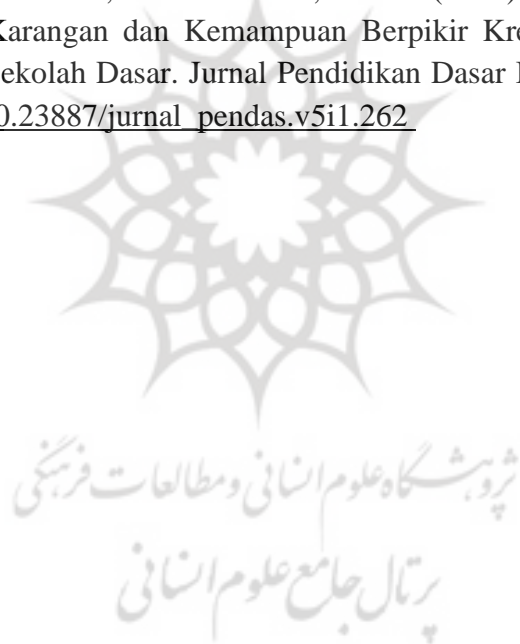 Karangan dan Kemampuan Berpikir Kre
ekolah Dasar. Jurnal Pendidikan Dasar
0.23887/jurnal_pendas.v5i1.262
پژوهشگاه علوم انسانی و مطالعات فرهنگی
پرتال جامع علوم انسانی